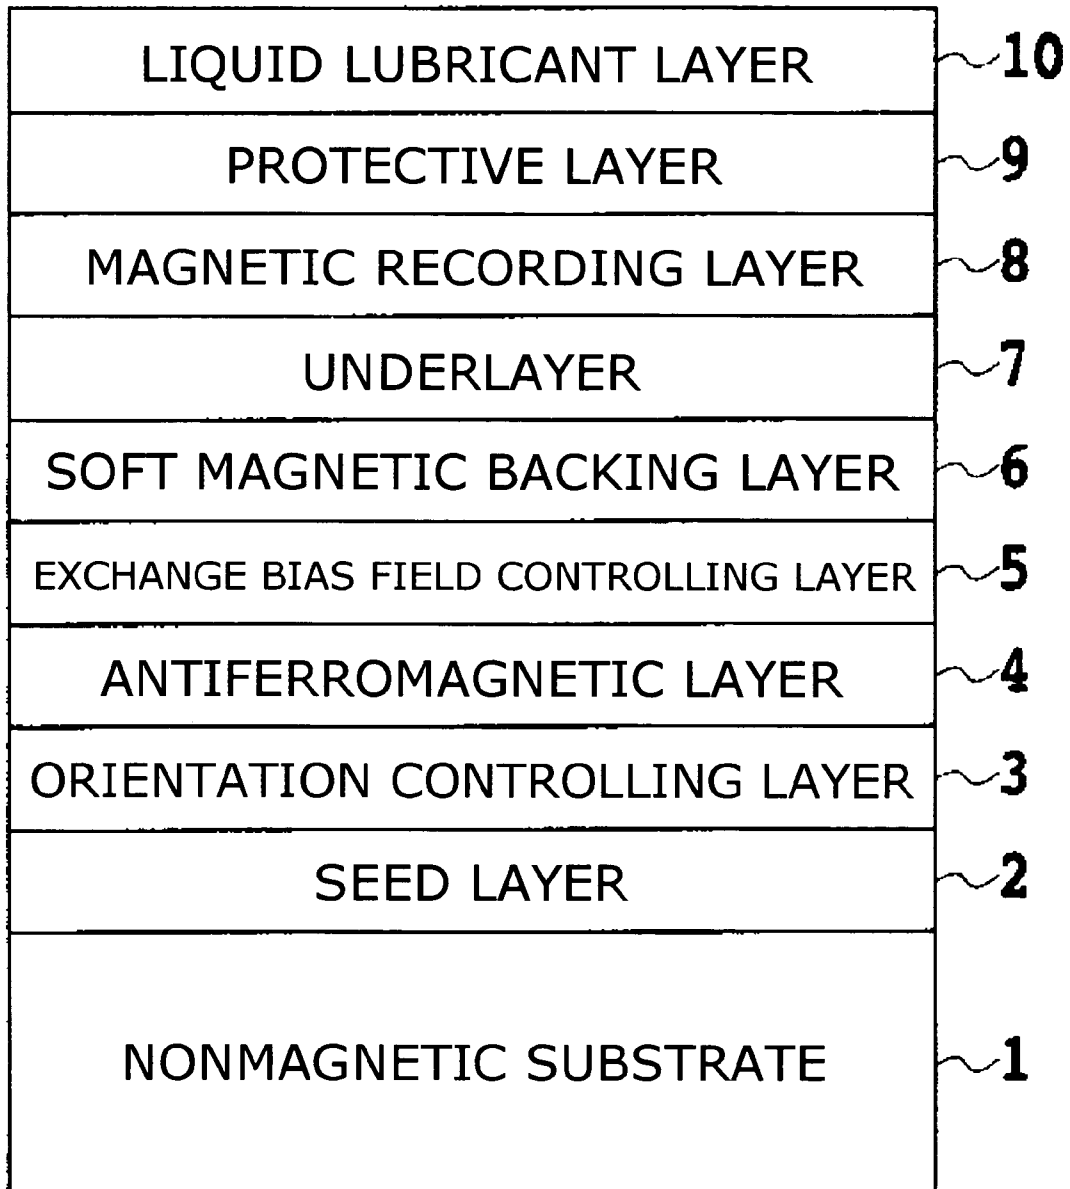 LIQUID LUBRICANT LAYER 10
PROTECTIVE LAYER 9
MAGNETIC RECORDING LAYER 8
UNDERLAYER 7
SOFT MAGNETIC BACKING LAYER 6
EXCHANGE BIAS FIELD CONTROLLING LAYER 5
ANTIFERROMAGNETIC LAYER 4
ORIENTATION CONTROLLING LAYER 3
SEED LAYER 2
NONMAGNETIC SUBSTRATE 1